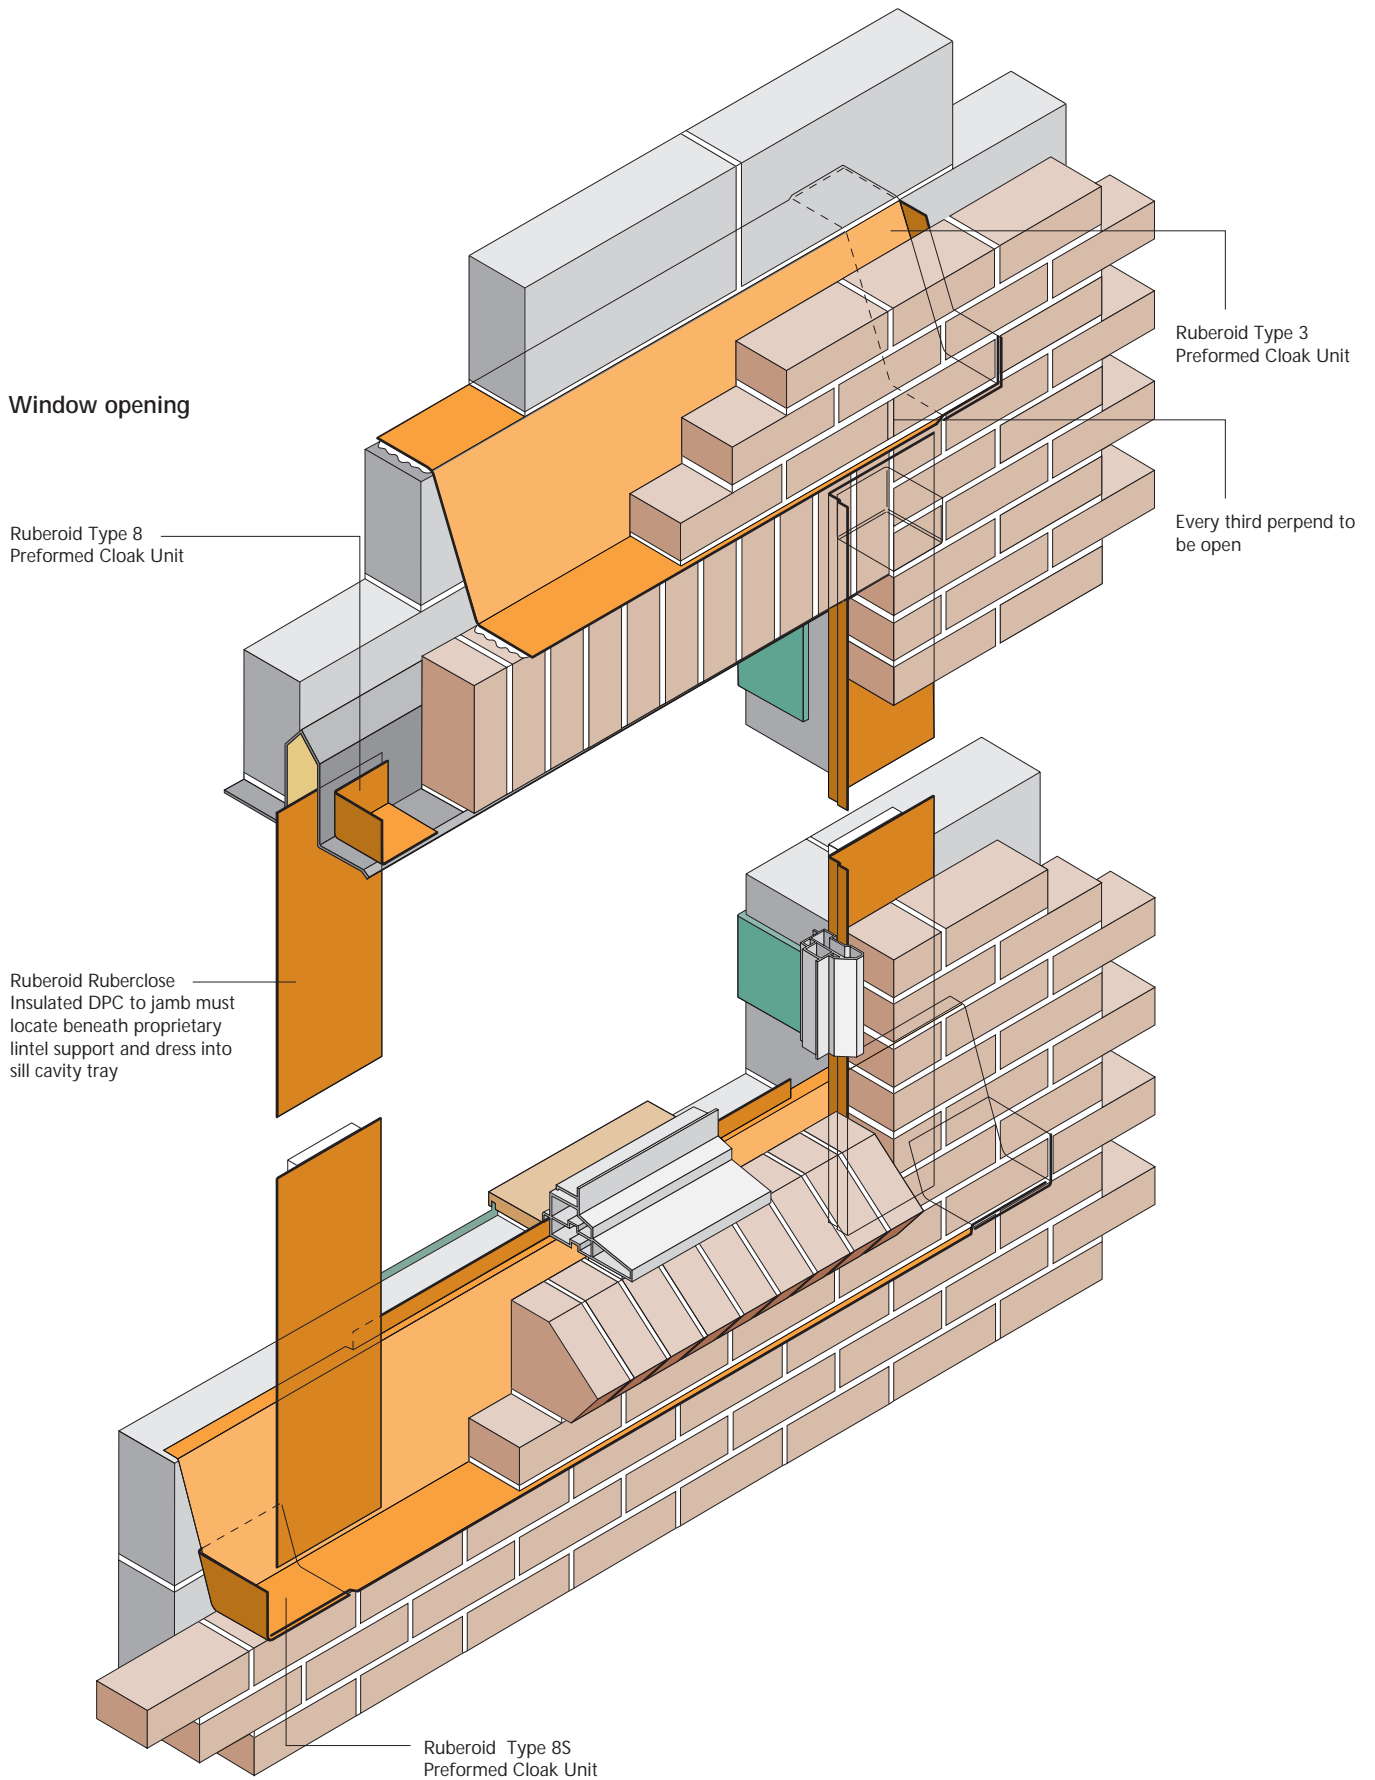 Ruberoid Type 3
Preformed Cloak Unit
Window opening
Every third perpend to
be open
Ruberoid Type 8
Preformed Cloak Unit
Ruberoid Ruberclose
Insulated DPC to jamb must
locate beneath proprietary
lintel support and dress into
sill cavity tray
Ruberoid Type 8S
Preformed Cloak Unit